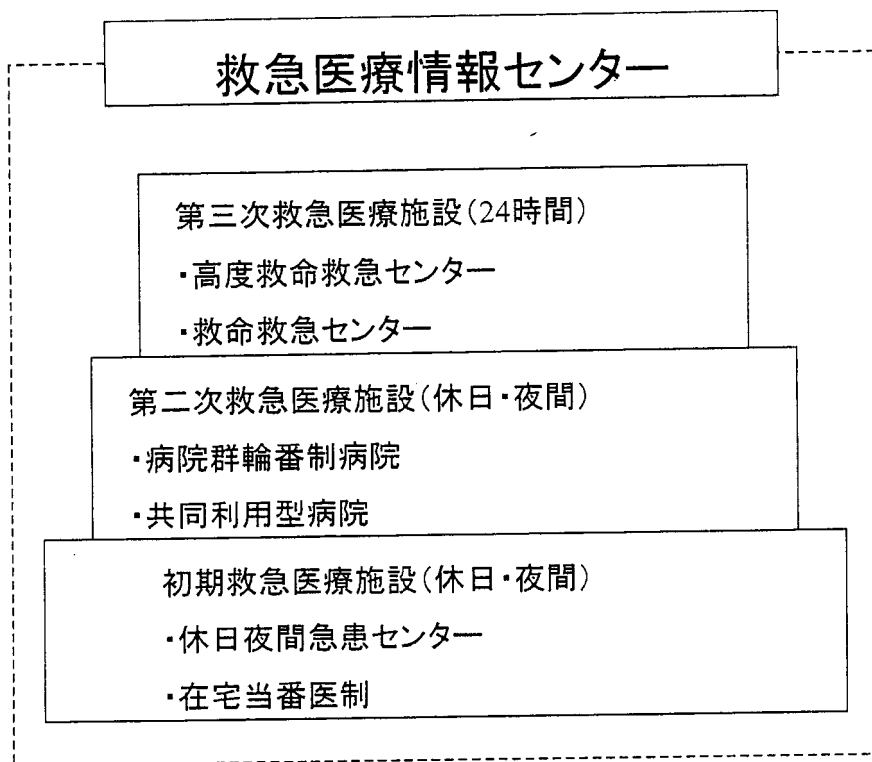 救急医療情報センター
第三次救急医療施設(24時間)
・高度救命救急センター
・救命救急センター
第二次救急医療施設(休日・夜間)
・病院群輪番制病院
・共同利用型病院
初期救急医療施設(休日・夜間)
・休日夜間急患センター
・在宅当番医制